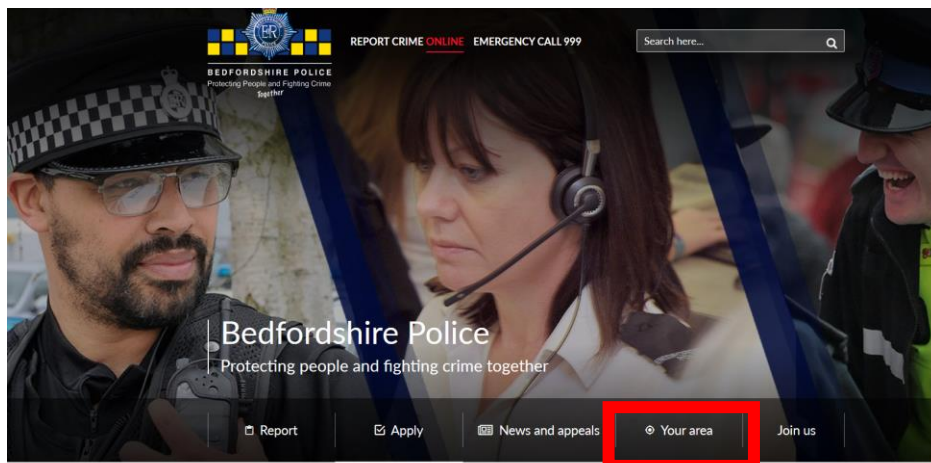 REPORT CRIME ONLINE EMERGENCY CALL 999
Search here...
BEDFORDSHIRE POLICE
Protecting People and Fighting Crime
Together
Bedfordshire Police
Protecting people and fighting crime together
Report
Apply
News and appeals
Your area
Join us